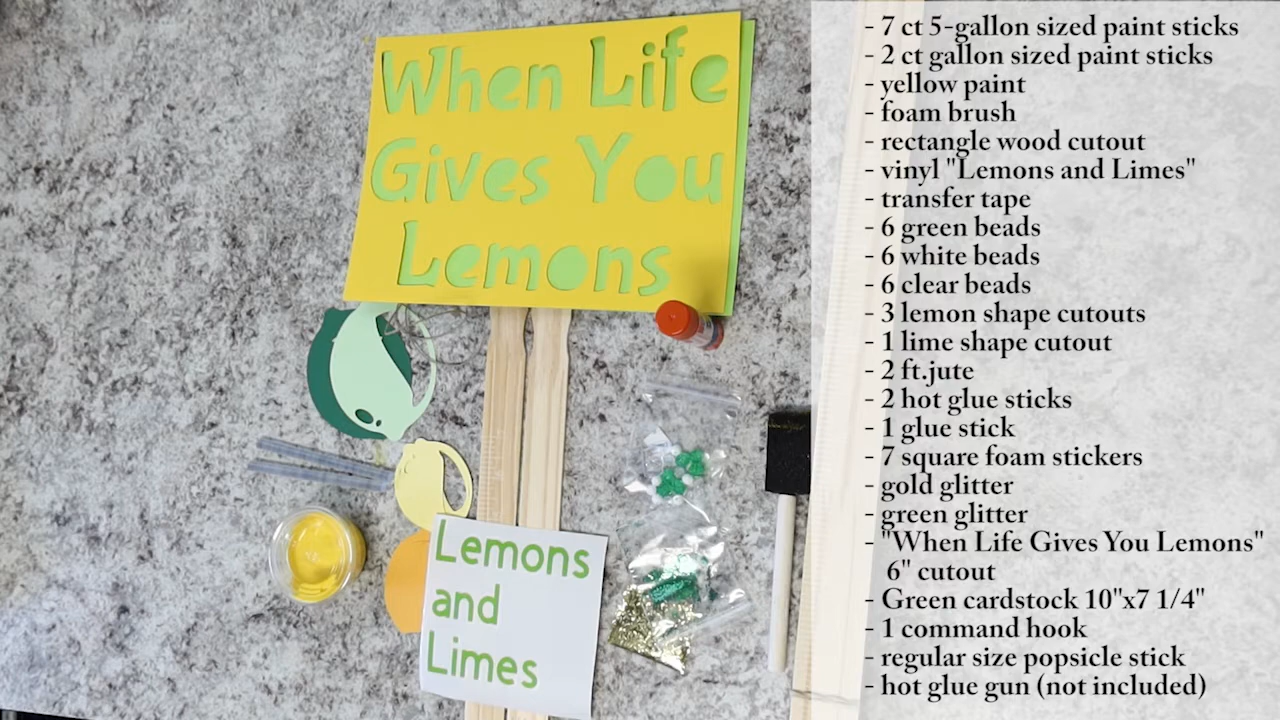 When Life
Gives You
Lemons
Lemons
and
Limes
- 7 ct 5-gallon sized paint sticks
- 2 ct gallon sized paint sticks
- yellow paint
- foam brush
- rectangle wood cutout
- vinyl "Lemons and Limes"
- transfer tape
- 6 green beads
- 6 white beads
- 6 clear beads
- 3 lemon shape cutouts
- 1 lime shape cutout
- 2 ft.jute
- 2 hot glue sticks
- 1 glue stick
- 7 square foam stickers
- gold glitter
- green glitter
- "When Life Gives You Lemons"
6" cutout
- Green cardstock 10"x7 1/4"
- 1 command hook
- regular size popsicle stick
- hot glue gun (not included)